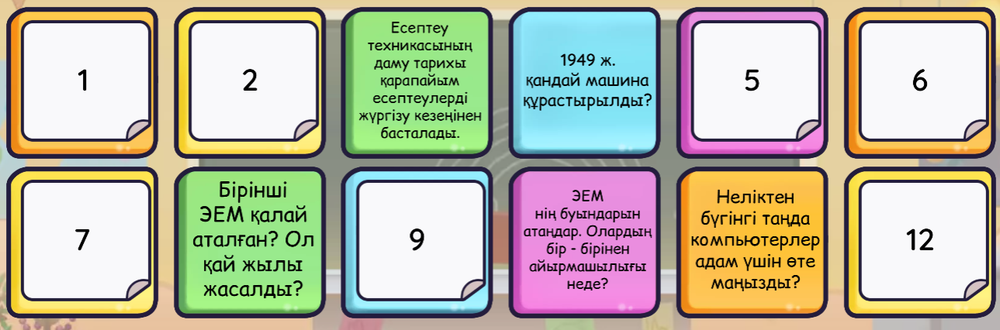 1
2
Есептеу
техникасының
даму тарихы
қарапайым
есептеулерді
жүргізу кезеңінен
басталады.
1949 ж.
қандай машина
құрастырылды?
5
6
7
Бірінші
ЭЕМ қалай
аталған? Ол
қай жылы
жасалды?
9
ЭЕМ
нің буындарын
атаңдар. Олардың
бір - бірінен
айырмашылығы
неде?
Неліктен
бүгінгі таңда
компьютерлер
адам үшін өте
маңызды?
12